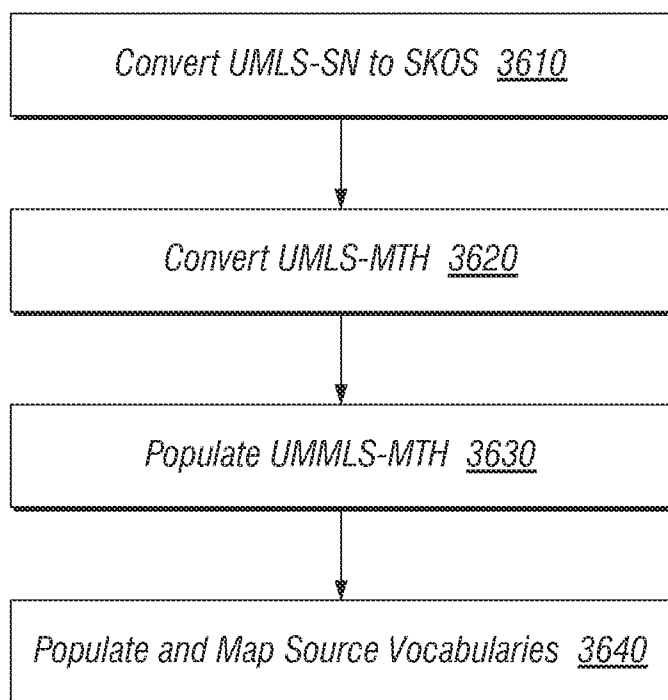 Convert UMLS-SN to SKOS 3610
Convert UMLS-MTH 3620
Populate UMMLS-MTH 3630
Populate and Map Source Vocabularies 3640